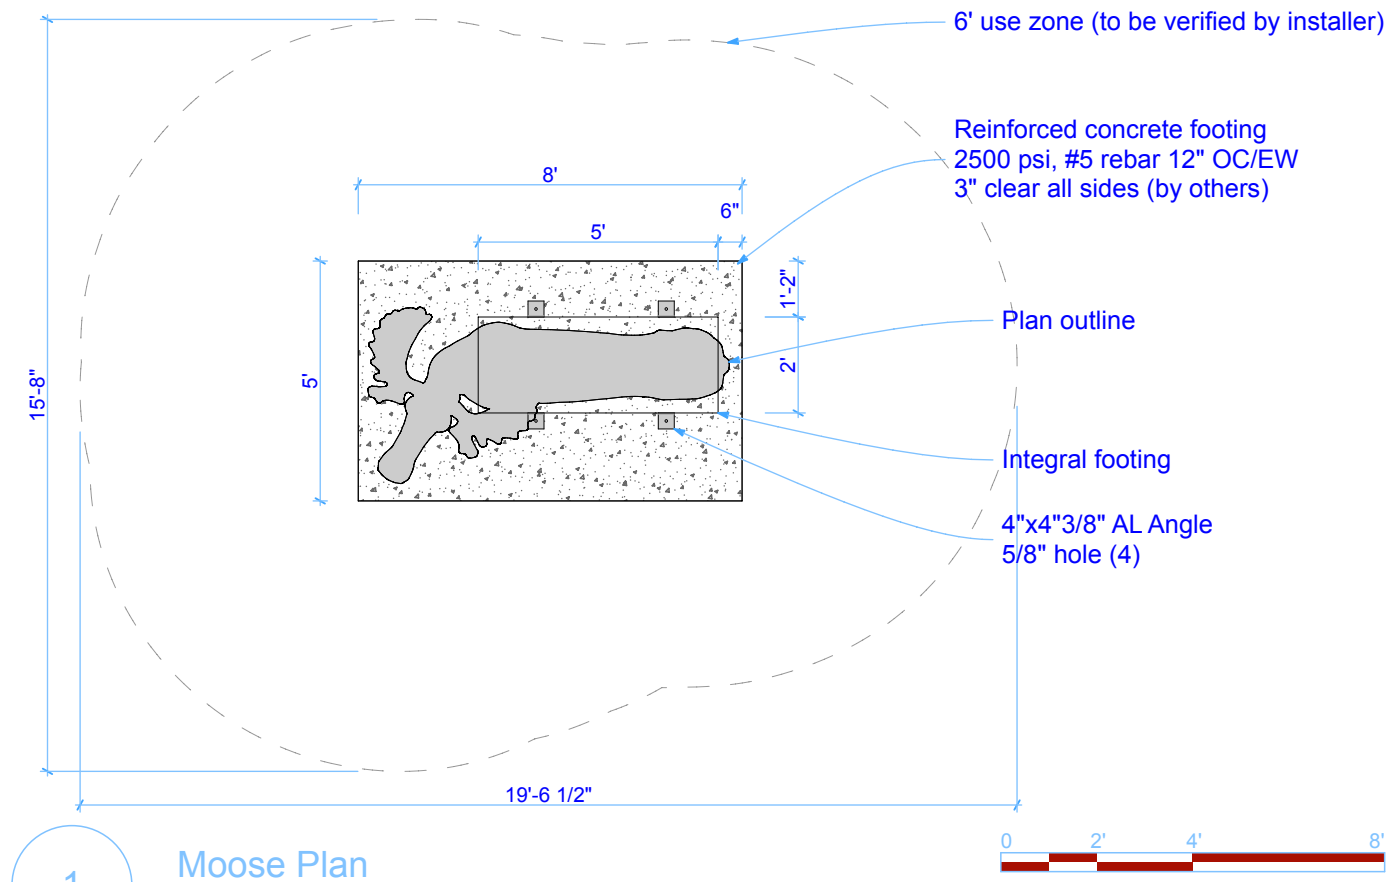 6' use zone (to be verified by installer)
Reinforced concrete footing
2500 psi, #5 rebar 12" OC/EW
3" clear all sides (by others)
8'
6"
5'
1'-2"
Plan outline
2'
5'
15'-8"
Integral footing
4"x4"3/8" AL Angle
5/8" hole (4)
19'-6 1/2"
0 2' 4' 8'
1
Moose Plan